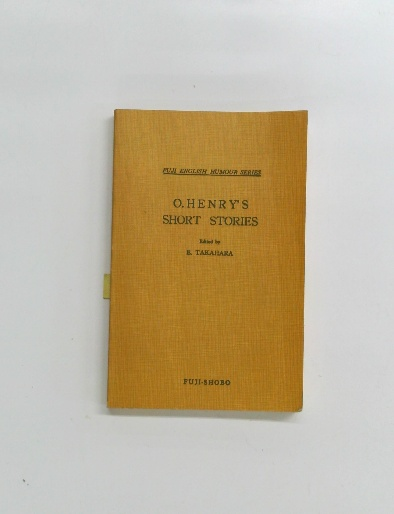 FUJI ENGLISH HUMOUR SERIES
O. HENRY'S
SHORT STORIES
Edited by
E. TAKAHARA
FUJI-SHOBO